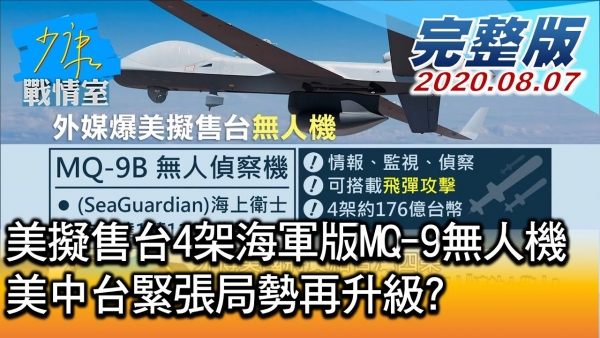 少康
戰情室
完整版
2020.08.07
外媒爆美擬售台無人機
MQ-9B 無人偵察機
● (SeaGuardian)海上衛士
! 情報、監視、偵察
! 可搭載飛彈攻擊
! 4架約176億台幣
美擬售台4架海軍版MQ-9無人機
美中台緊張局勢再升級?